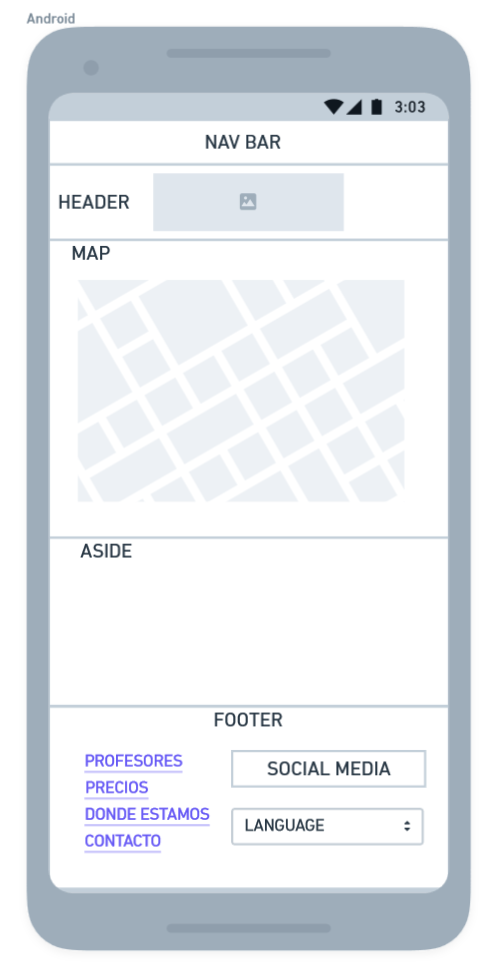 Android
3:03
NAV BAR
HEADER
MAP
ASIDE
FOOTER
PROFESORES
PRECIOS
DONDE ESTAMOS
CONTACTO
SOCIAL MEDIA
LANGUAGE